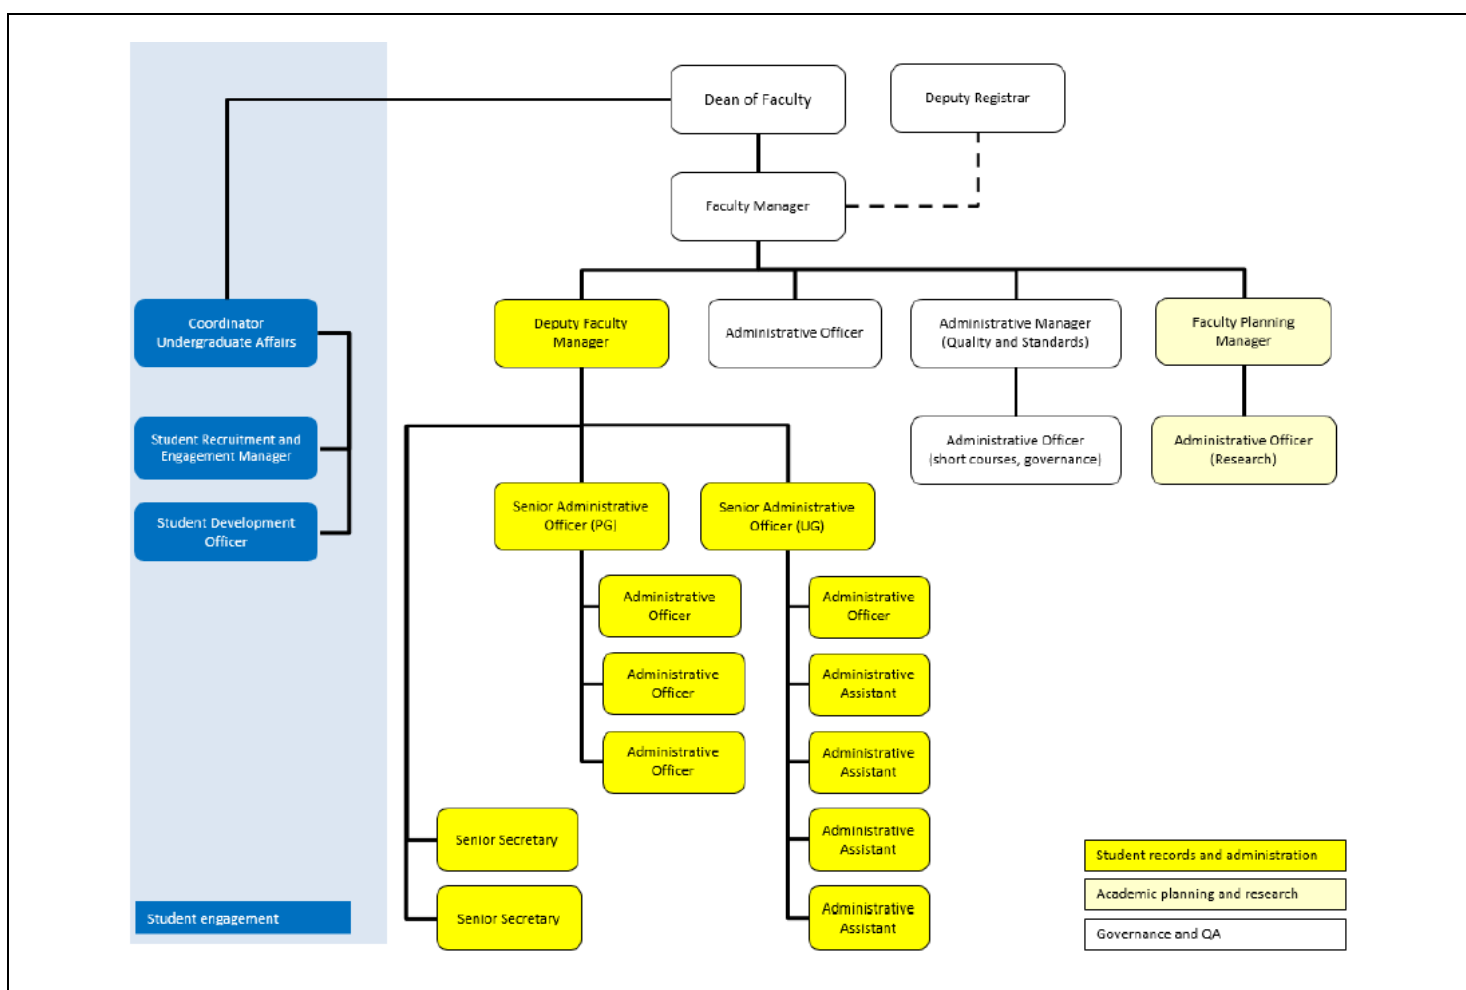 Dean of Faculty
Deputy Registrar
Faculty Manager
Coordinator
Undergraduate Affairs
Deputy Faculty
Manager
Administrative Officer
Administrative Manager
(Quality and Standards)
Faculty Planning
Manager
Student Recruitment and
Engagement Manager
Administrative Officer
(short courses, governance)
Administrative Officer
(Research)
Student Development
Officer
Senior Administrative
Officer (PG)
Senior Administrative
Officer (UG)
Administrative
Officer
Administrative
Officer
Administrative
Officer
Administrative
Assistant
Administrative
Officer
Administrative
Assistant
Senior Secretary
Administrative
Assistant
Senior Secretary
Administrative
Assistant
Student engagement
Student records and administration
Academic planning and research
Governance and QA